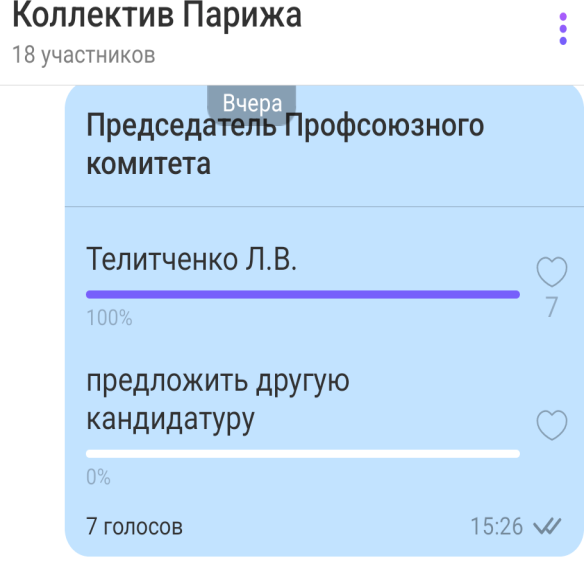 Коллектив Парижа
18 участников
Вчера
Председатель Профсоюзного
комитета
Телитченко Л.В.
7
100%
предложить другую
кандидатуру
0%
7 голосов
15:26